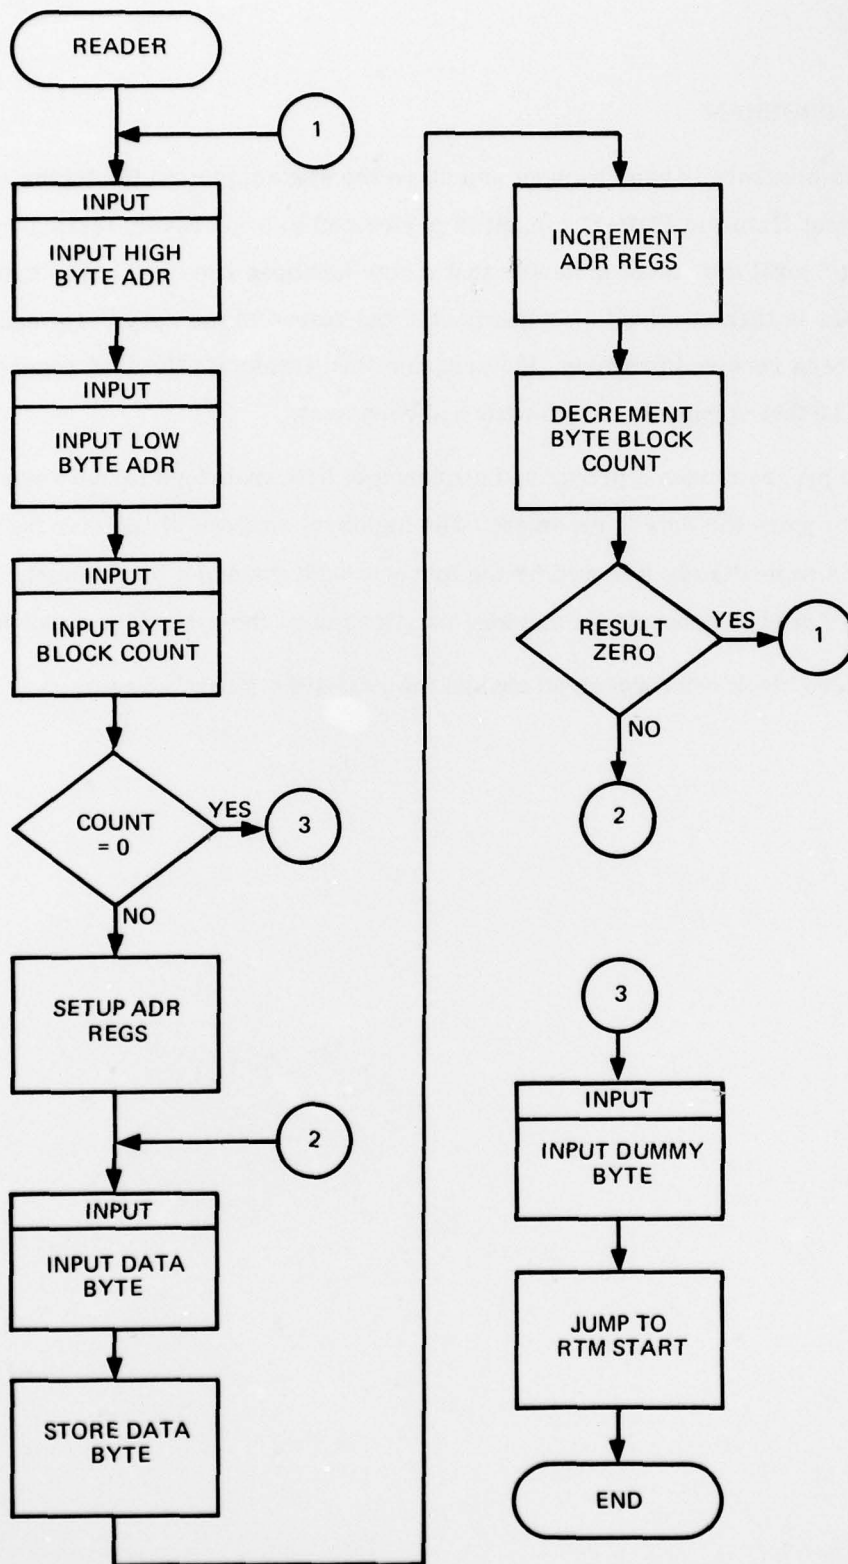 READER
1
INPUT
INPUT HIGH
BYTE ADR
INPUT
INPUT LOW
BYTE ADR
INPUT
INPUT BYTE
BLOCK COUNT
COUNT
= 0
YES
3
NO
SETUP ADR
REGS
2
INPUT
INPUT DATA
BYTE
STORE DATA
BYTE
INCREMENT
ADR REGS
DECREMENT
BYTE BLOCK
COUNT
RESULT
ZERO
YES
1
NO
2
3
INPUT
INPUT DUMMY
BYTE
JUMP TO
RTM START
END